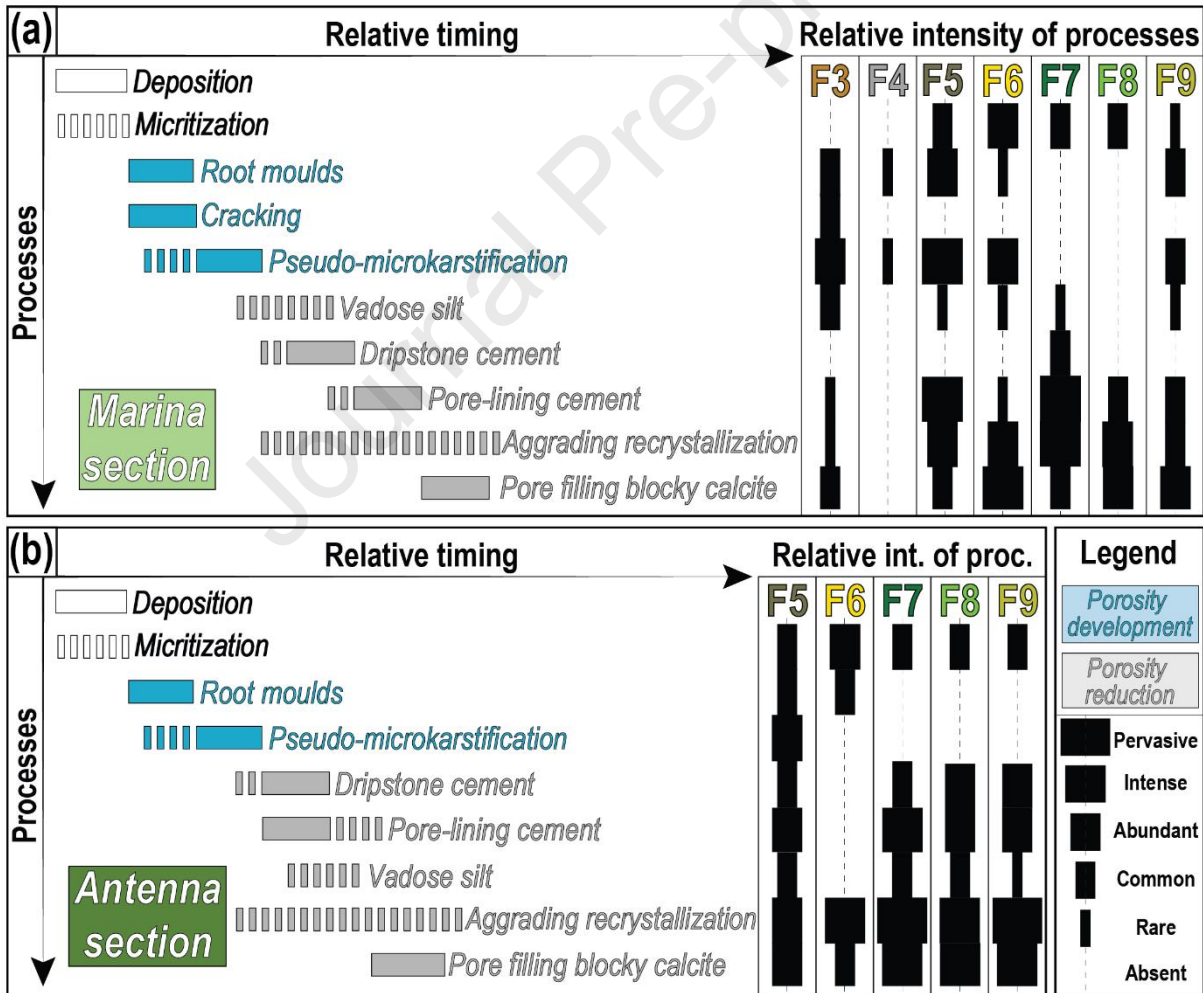 (a)
Relative timing
Relative intensity of processes
F3 F4 F5 F6 F7 F8 F9
Processes
Deposition
Micritization
Root moulds
Cracking
Pseudo-microkarstification
Vadose silt
Dripstone cement
Pore-lining cement
Aggrading recrystallization
Pore filling blocky calcite
Marina
section
Journal Pre-pr
(b)
Relative timing
Relative int. of proc.
F5 F6 F7 F8 F9
Processes
Deposition
Micritization
Root moulds
Pseudo-microkarstification
Dripstone cement
Pore-lining cement
Vadose silt
Aggrading recrystallization
Pore filling blocky calcite
Antenna
section
Legend
Porosity
development
Porosity
reduction
Pervasive
Intense
Abundant
Common
Rare
Absent